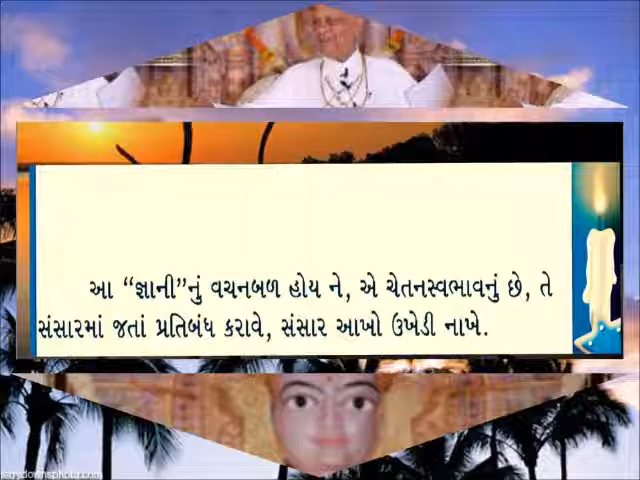 આ “જ્ઞાની”નું વચનબળ હોય ને, એ ચેતનસ્વભાવનું છે, તે
સંસારમાં જતાં પ્રતિબંધ કરાવે, સંસાર આખો ઉખેડી નાખે.